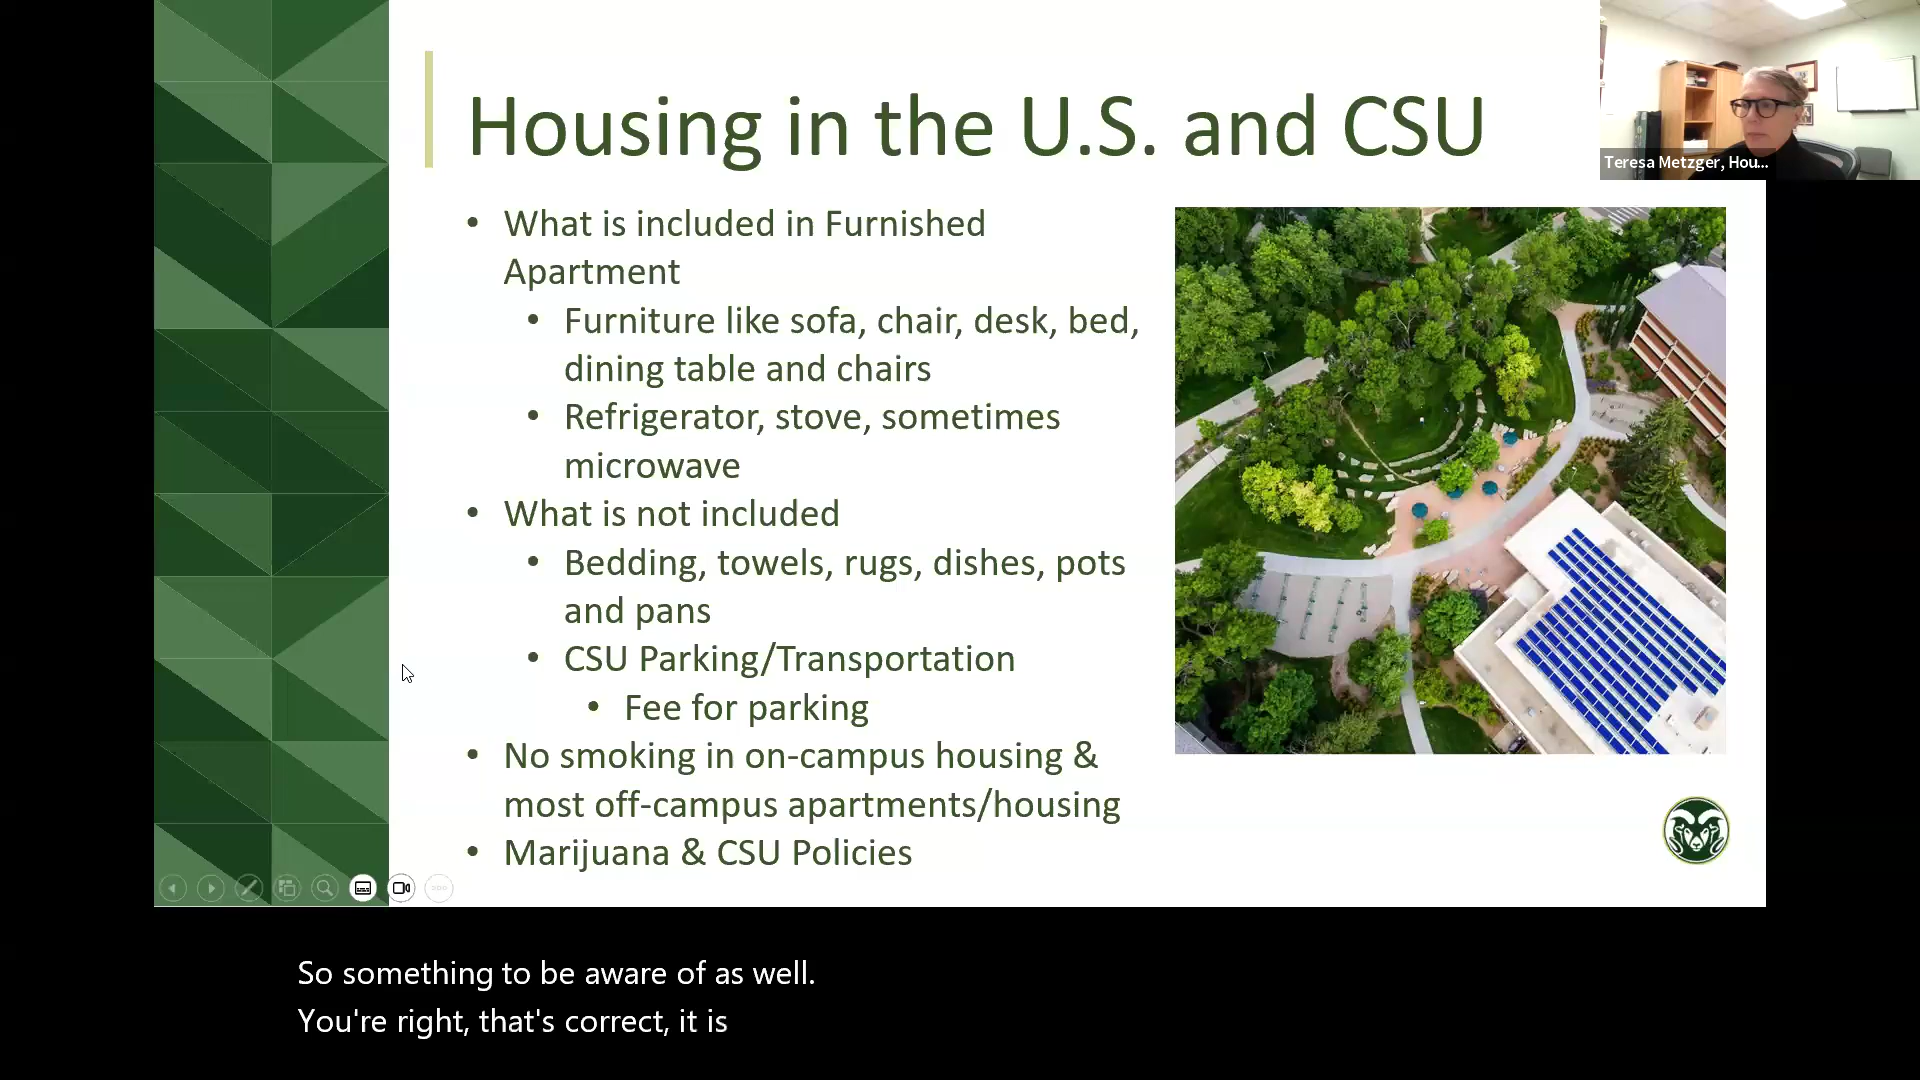 Housing in the U.S. and CSU
Teresa Metzger, Hou...
• What is included in Furnished
Apartment
• Furniture like sofa, chair, desk, bed,
dining table and chairs
• Refrigerator, stove, sometimes
microwave
• What is not included
• Bedding, towels, rugs, dishes, pots
and pans
• CSU Parking/Transportation
• Fee for parking
• No smoking in on-campus housing &
most off-campus apartments/housing
• Marijuana & CSU Policies
So something to be aware of as well.
You're right, that's correct, it is